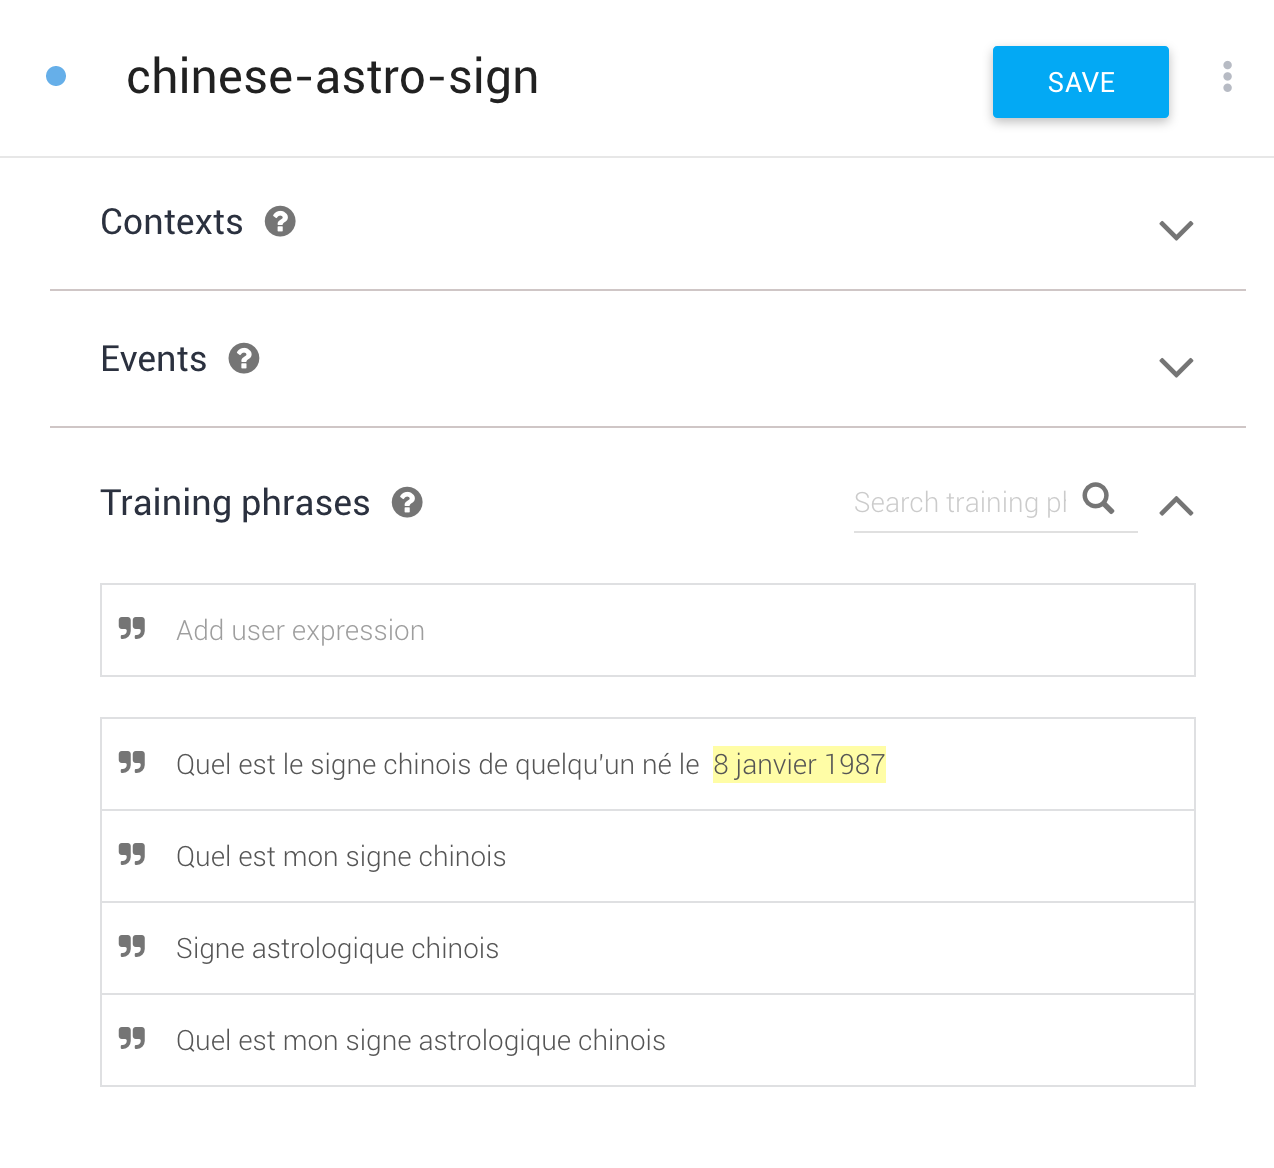 chinese-astro-sign
SAVE
Contexts
Events
Training phrases
Search training pl
Add user expression
Quel est le signe chinois de quelqu'un né le 8 janvier 1987
Quel est mon signe chinois
Signe astrologique chinois
Quel est mon signe astrologique chinois